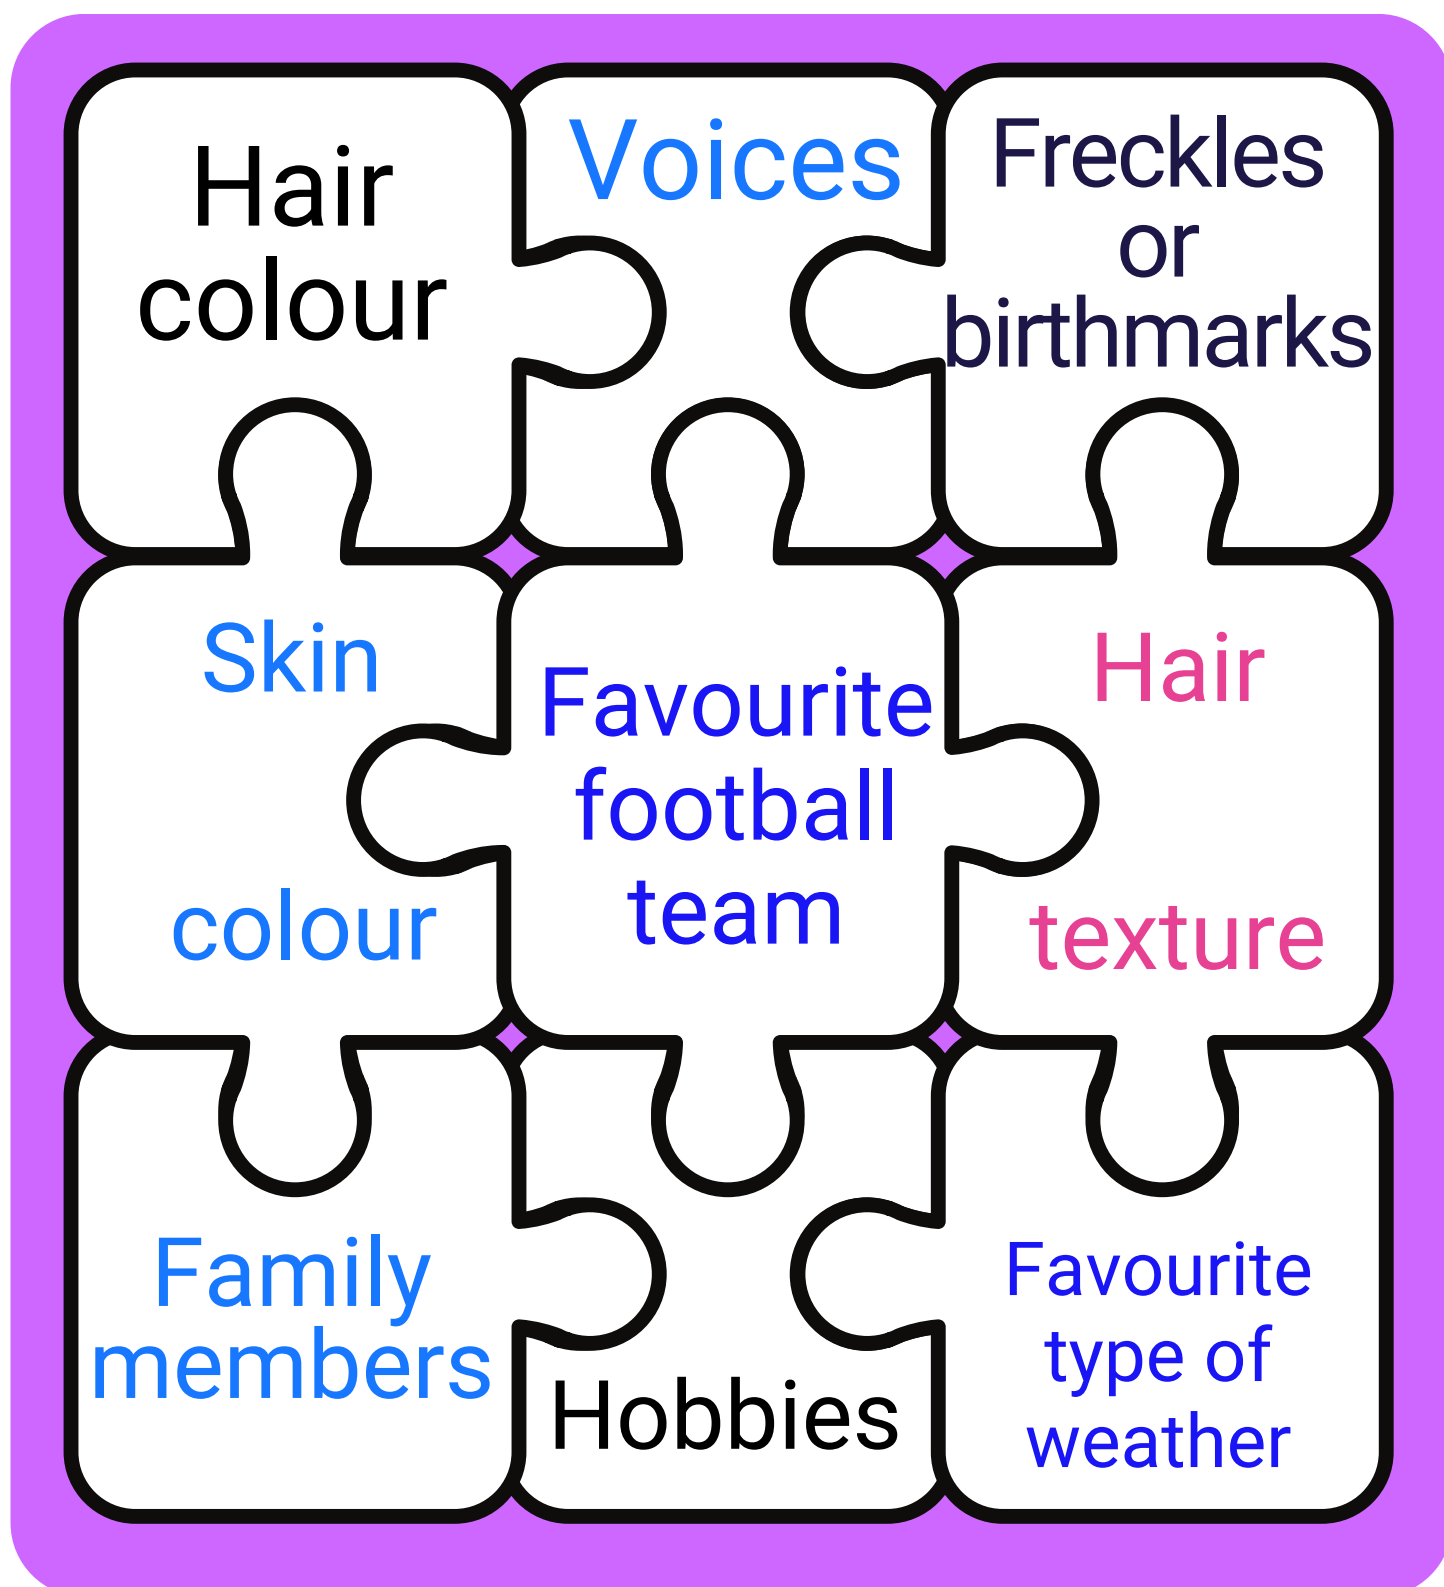 Hair
colour
Voices
Freckles
or
birthmarks
Skin
colour
Favourite
football
team
Hair
texture
Family
members
Hobbies
Favourite
type of
weather